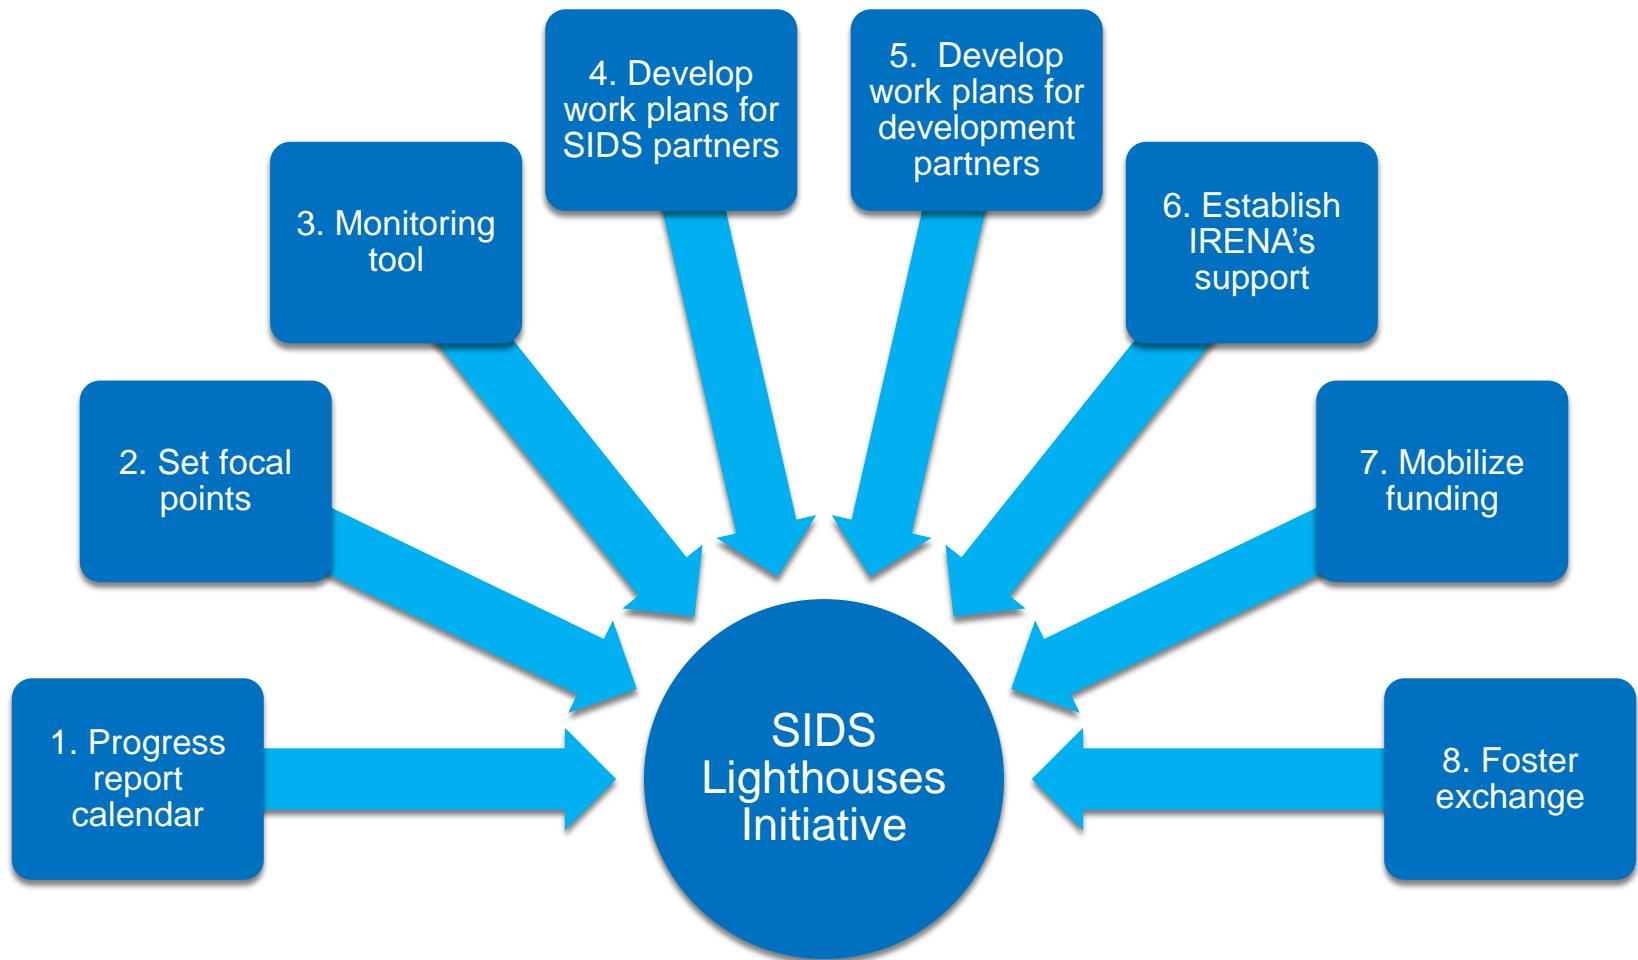 1. Progress
report
calendar
2. Set focal
points
3. Monitoring
tool
4. Develop
work plans for
SIDS partners
5.  Develop
work plans for
development
partners
6. Establish
IRENA’s
support
7. Mobilize
funding
8. Foster
exchange
SIDS
Lighthouses
Initiative